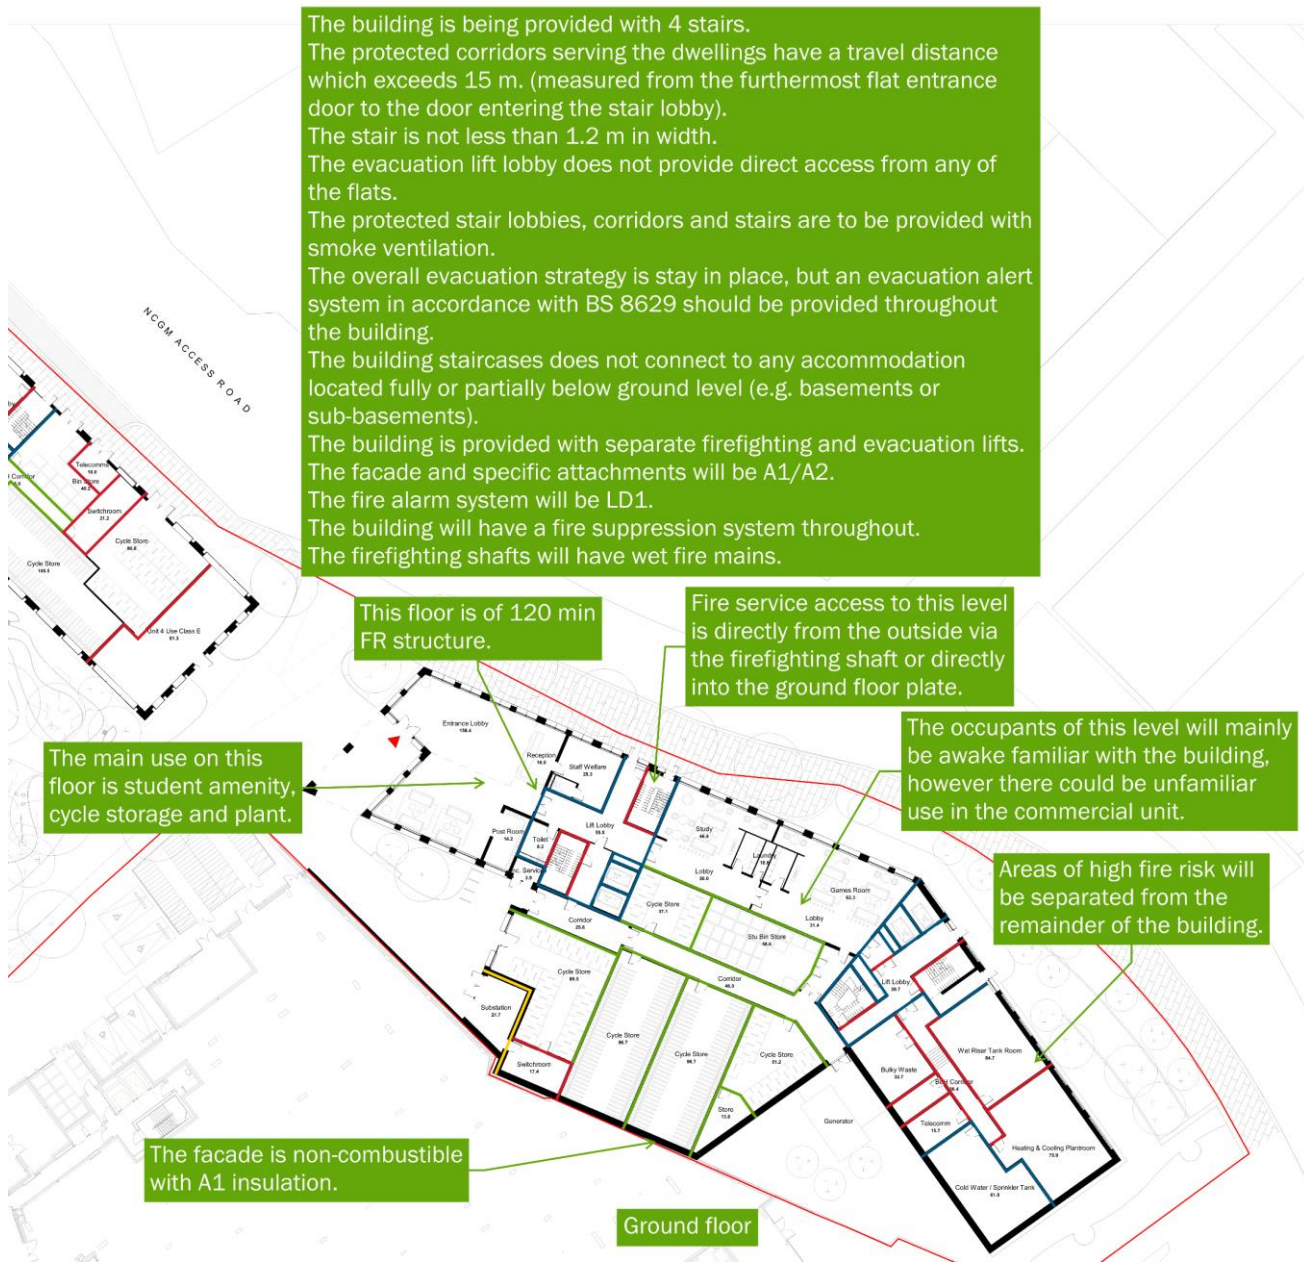 The building is being provided with 4 stairs.
The protected corridors serving the dwellings have a travel distance
which exceeds 15 m. (measured from the furthermost flat entrance
door to the door entering the stair lobby).
The stair is not less than 1.2 m in width.
The evacuation lift lobby does not provide direct access from any of
the flats.
The protected stair lobbies, corridors and stairs are to be provided with
smoke ventilation.
The overall evacuation strategy is stay in place, but an evacuation alert
system in accordance with BS 8629 should be provided throughout
the building.
The building staircases does not connect to any accommodation
located fully or partially below ground level (e.g. basements or
sub-basements).
The building is provided with separate firefighting and evacuation lifts.
The facade and specific attachments will be A1/A2.
The fire alarm system will be LD1.
The building will have a fire suppression system throughout.
The firefighting shafts will have wet fire mains.
NCGM ACCESS ROAD
Telecomms
Bin Store
Switchroom
21.2
Cycle Store
Cycle Store
Unit 4 Use Class E
This floor is of 120 min
FR structure.
Fire service access to this level
is directly from the outside via
the firefighting shaft or directly
into the ground floor plate.
The main use on this
floor is student amenity,
cycle storage and plant.
The occupants of this level will mainly
be awake familiar with the building,
however there could be unfamiliar
use in the commercial unit.
Areas of high fire risk will
be separated from the
remainder of the building.
Entrance Lobby
Reception
Staff Welfare
Post Room
14.2
Toilet
Lift Lobby
Study
Laundry
Lobby
Games Room
Cycle Store
37.1
Lobby
31.4
Stu Bin Store
Corridor
Corridor
Cycle Store
Substation
Switchroom
17.4
Cycle Store
Cycle Store
Cycle Store
31.2
Store
Lift Lobby
Wet Riser Tank Room
Bulky Waste
BOH Corridor
Telecomm
Generator
Heating & Cooling Plantroom
Cold Water / Sprinkler Tank
The facade is non-combustible
with A1 insulation.
Ground floor